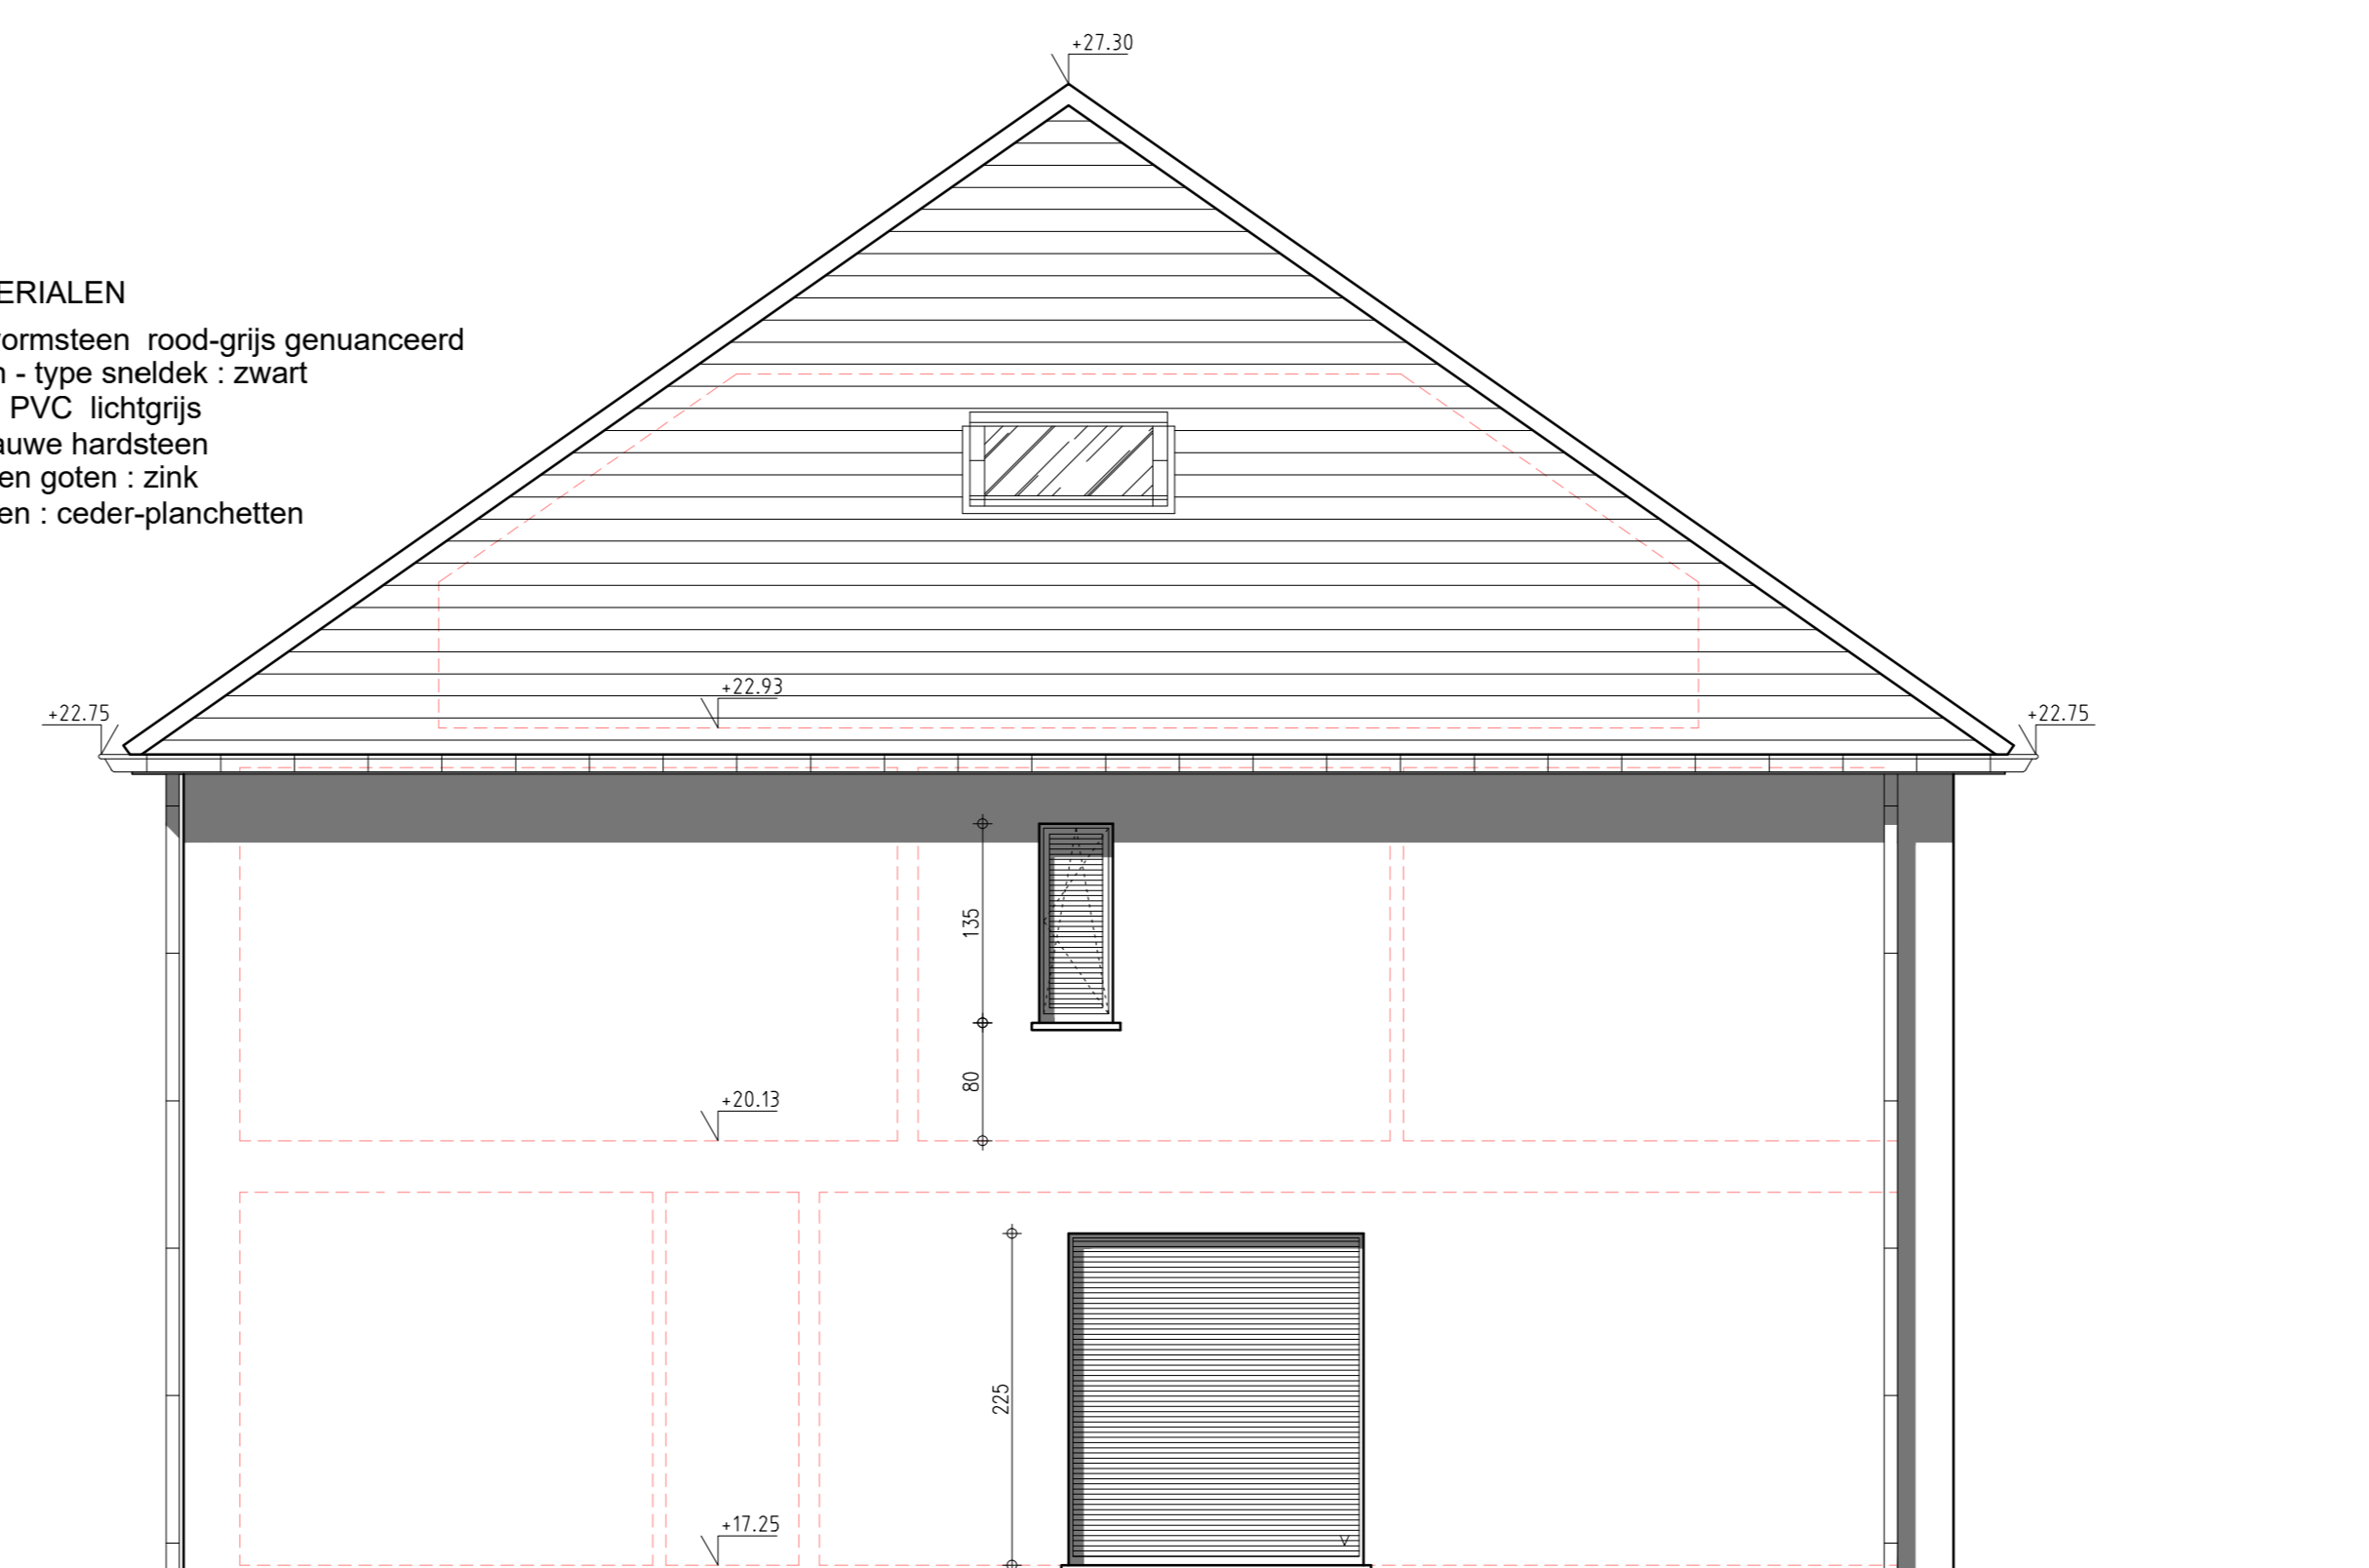 +27.30
ERIALEN
ormsteen  rood-grijs genuanceerd
- type sneldek : zwart
PVC  lichtgrijs
auwe hardsteen
en goten : zink
en : ceder-planchetten
+22.93
+22.75
+22.75
135
80
+20.13
225
+17.25